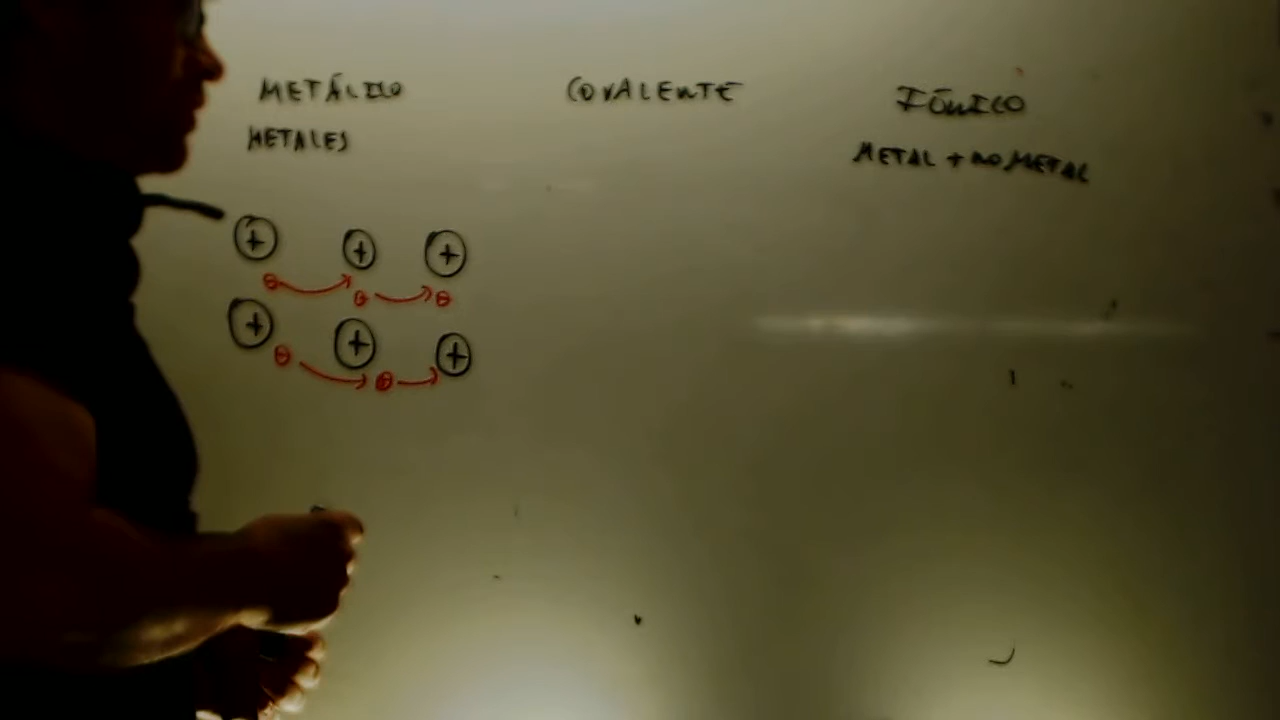 METÁLICO
METALES
COVALENTE
IÓNICO
METAL + NO METAL
+ + +
⊖ ⊖ ⊖
+ + +
⊖ ⊖